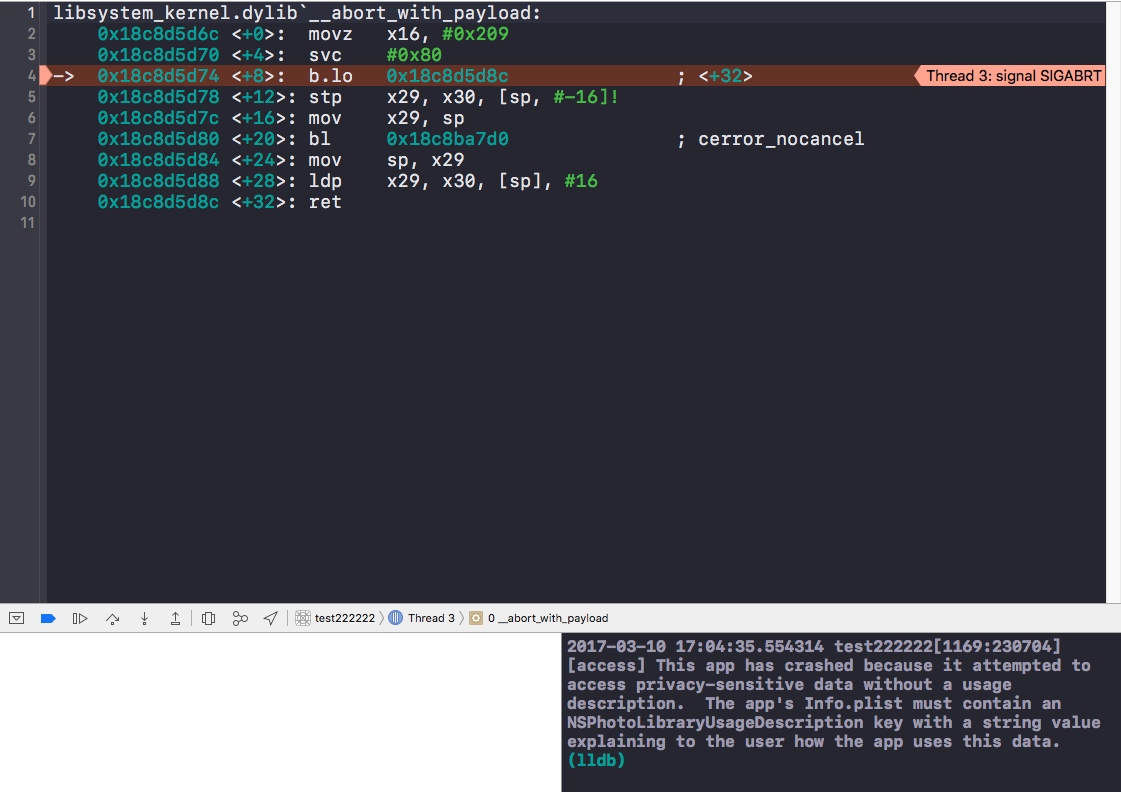 1 libsystem_kernel.dylib`__abort_with_payload:
2 0x18c8d5d6c <+0>: movz x16, #0x209
3 0x18c8d5d70 <+4>: svc #0x80
4 -> 0x18c8d5d74 <+8>: b.lo 0x18c8d5d8c ; <+32> Thread 3: signal SIGABRT
5 0x18c8d5d78 <+12>: stp x29, x30, [sp, #-16]!
6 0x18c8d5d7c <+16>: mov x29, sp
7 0x18c8d5d80 <+20>: bl 0x18c8ba7d0 ; cerror_nocancel
8 0x18c8d5d84 <+24>: mov sp, x29
9 0x18c8d5d88 <+28>: ldp x29, x30, [sp], #16
10 0x18c8d5d8c <+32>: ret
11
test222222 Thread 3 0 __abort_with_payload
2017-03-10 17:04:35.554314 test222222[1169:230704]
[access] This app has crashed because it attempted to
access privacy-sensitive data without a usage
description.  The app's Info.plist must contain an
NSPhotoLibraryUsageDescription key with a string value
explaining to the user how the app uses this data.
(lldb)